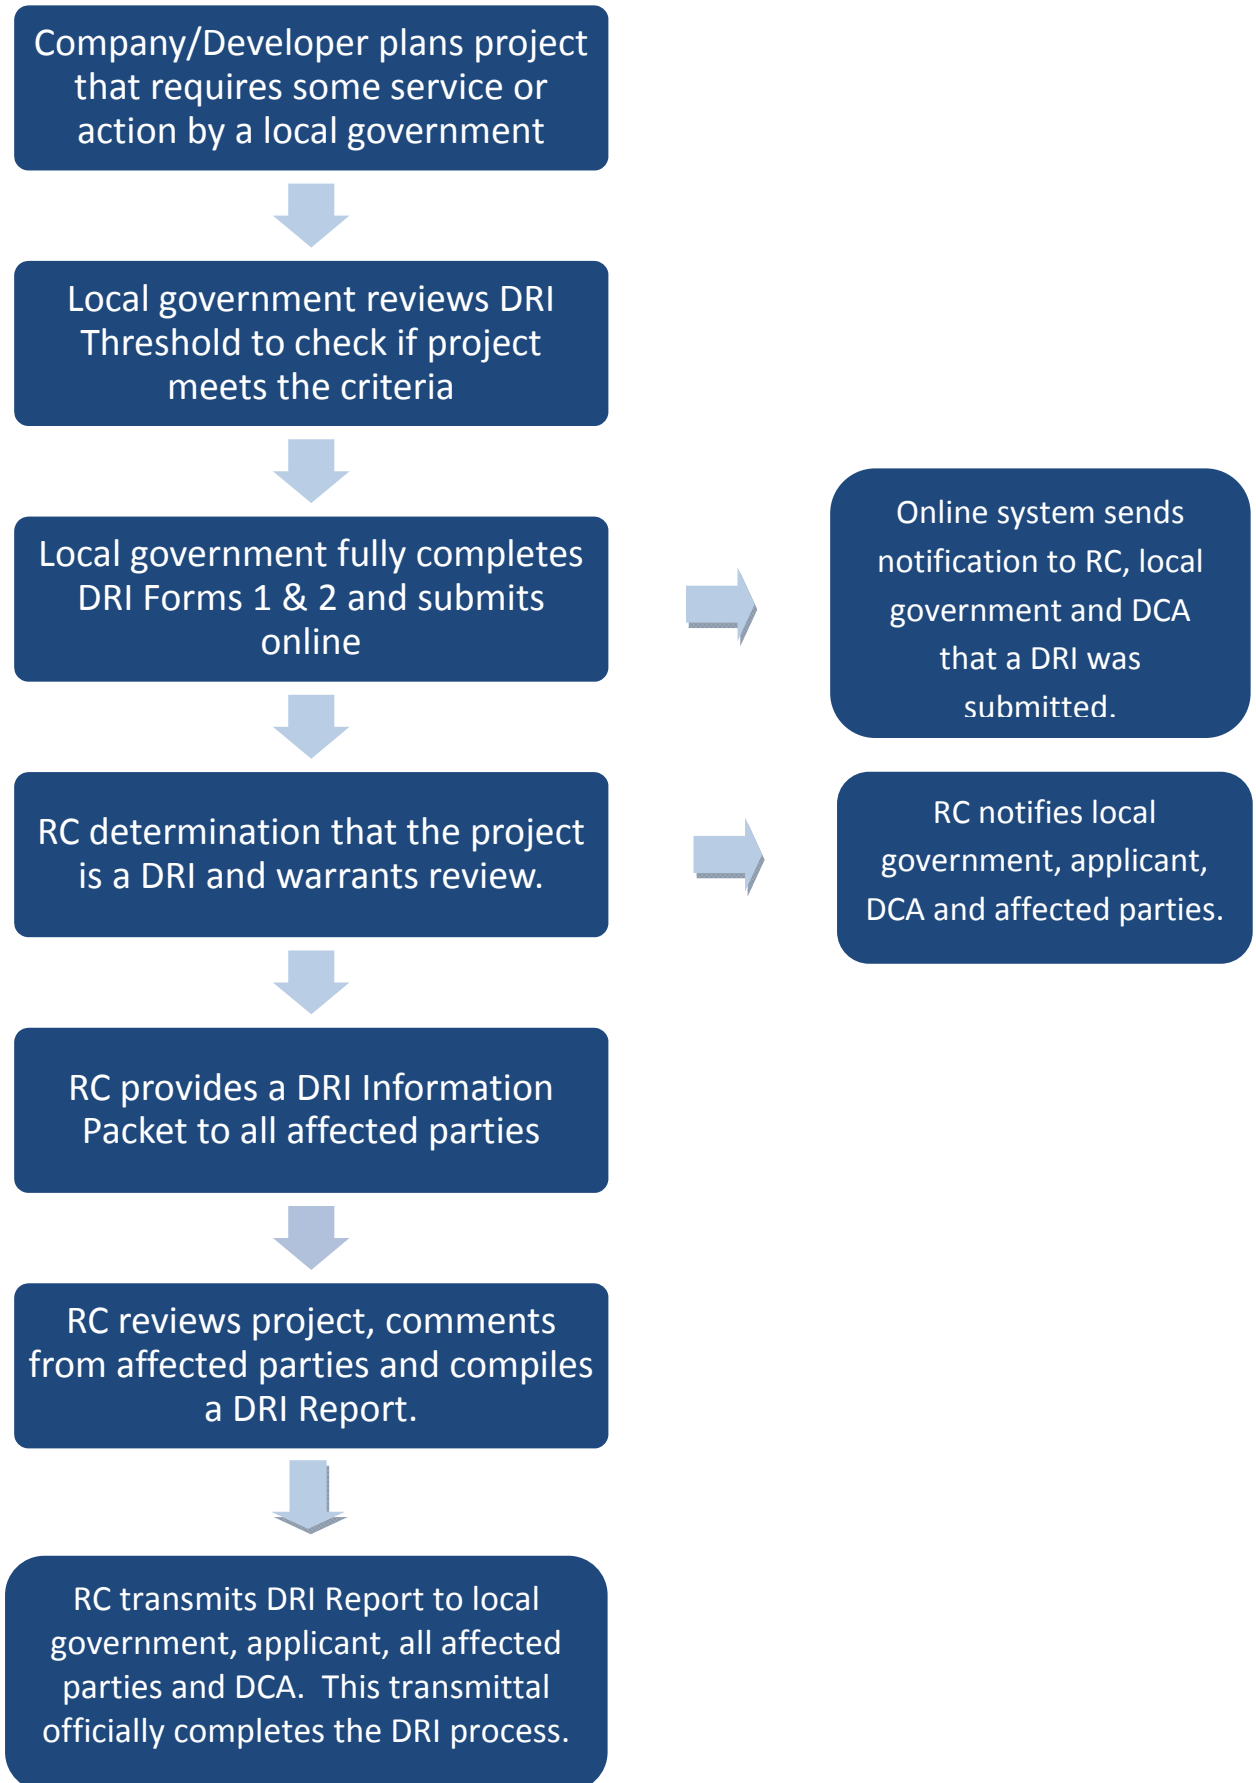 Company/Developer plans project
that requires some service or
action by a local government
Local government reviews DRI
Threshold to check if project
meets the criteria
Local government fully completes
DRI Forms 1 & 2 and submits
online
Online system sends
notification to RC, local
government and DCA
that a DRI was
submitted.
RC determination that the project
is a DRI and warrants review.
RC notifies local
government, applicant,
DCA and affected parties.
RC provides a DRI Information
Packet to all affected parties
RC reviews project, comments
from affected parties and compiles
a DRI Report.
RC transmits DRI Report to local
government, applicant, all affected
parties and DCA.  This transmittal
officially completes the DRI process.